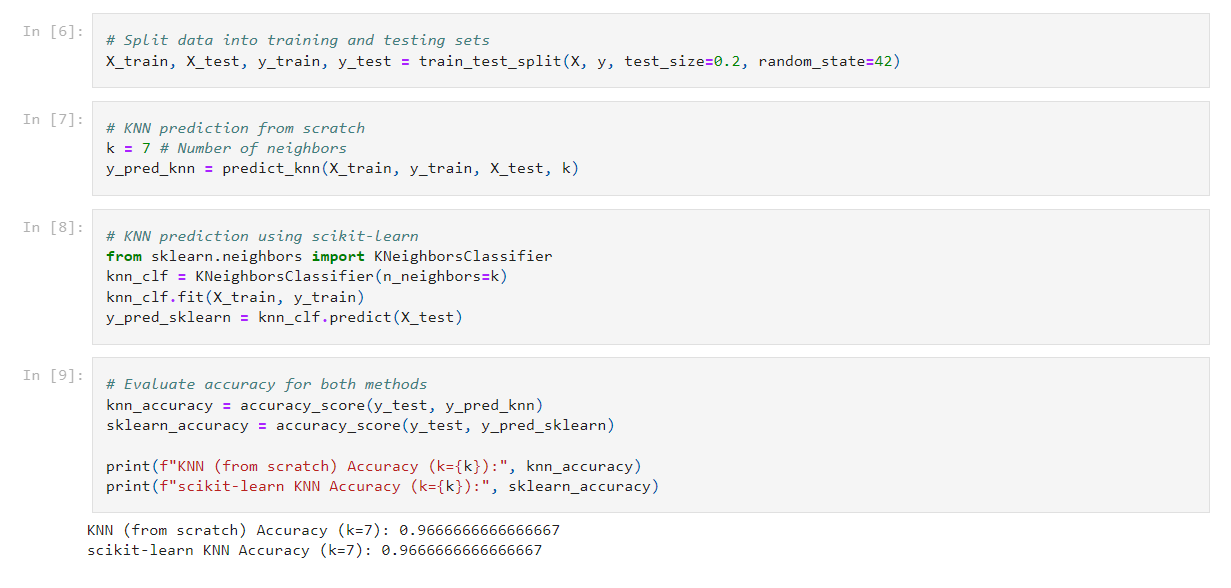 In [6]:
# Split data into training and testing sets
X_train, X_test, y_train, y_test = train_test_split(X, y, test_size=0.2, random_state=42)
In [7]:
# KNN prediction from scratch
k = 7 # Number of neighbors
y_pred_knn = predict_knn(X_train, y_train, X_test, k)
In [8]:
# KNN prediction using scikit-learn
from sklearn.neighbors import KNeighborsClassifier
knn_clf = KNeighborsClassifier(n_neighbors=k)
knn_clf.fit(X_train, y_train)
y_pred_sklearn = knn_clf.predict(X_test)
In [9]:
# Evaluate accuracy for both methods
knn_accuracy = accuracy_score(y_test, y_pred_knn)
sklearn_accuracy = accuracy_score(y_test, y_pred_sklearn)
print(f"KNN (from scratch) Accuracy (k={k}):", knn_accuracy)
print(f"scikit-learn KNN Accuracy (k={k}):", sklearn_accuracy)
KNN (from scratch) Accuracy (k=7): 0.9666666666666667
scikit-learn KNN Accuracy (k=7): 0.9666666666666667